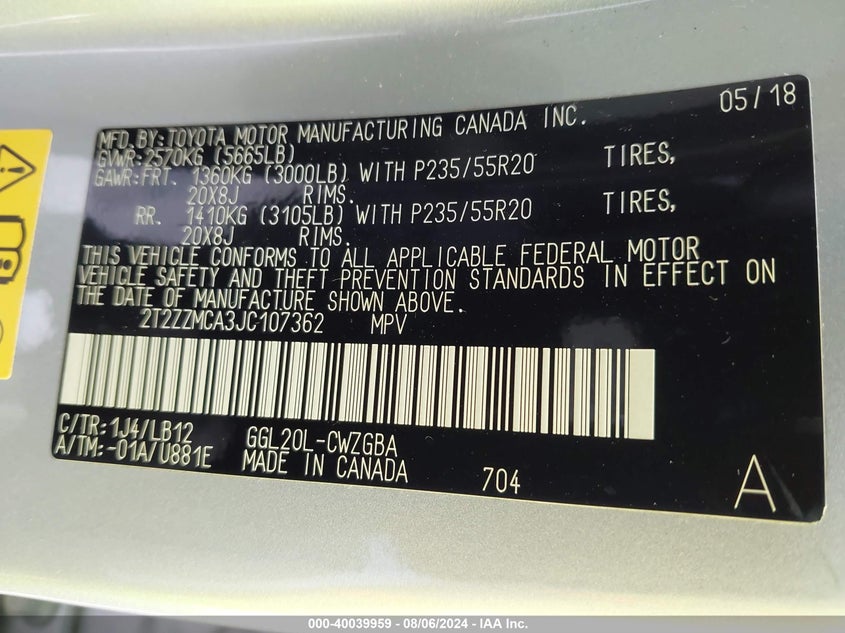 05/18
MFD.BY:TOYOTA MOTOR MANUFACTURING CANADA INC.
GVWR:2570KG (5665LB)
GAWR:FRT. 1360KG (3000LB) WITH P235/55R20 TIRES,
20X8J RIMS.
RR. 1410KG (3105LB) WITH P235/55R20 TIRES,
20X8J RIMS.
THIS VEHICLE CONFORMS TO ALL APPLICABLE FEDERAL MOTOR
VEHICLE SAFETY AND THEFT PREVENTION STANDARDS IN EFFECT ON
THE DATE OF MANUFACTURE SHOWN ABOVE.
2T2ZZMCA3JC107362 MPV
C/TR:1J4/LB12 GGL20L-CWZGBA
A/TM:-01A/U881E MADE IN CANADA 704
A
000-40039959 - 08/06/2024 - IAA Inc.